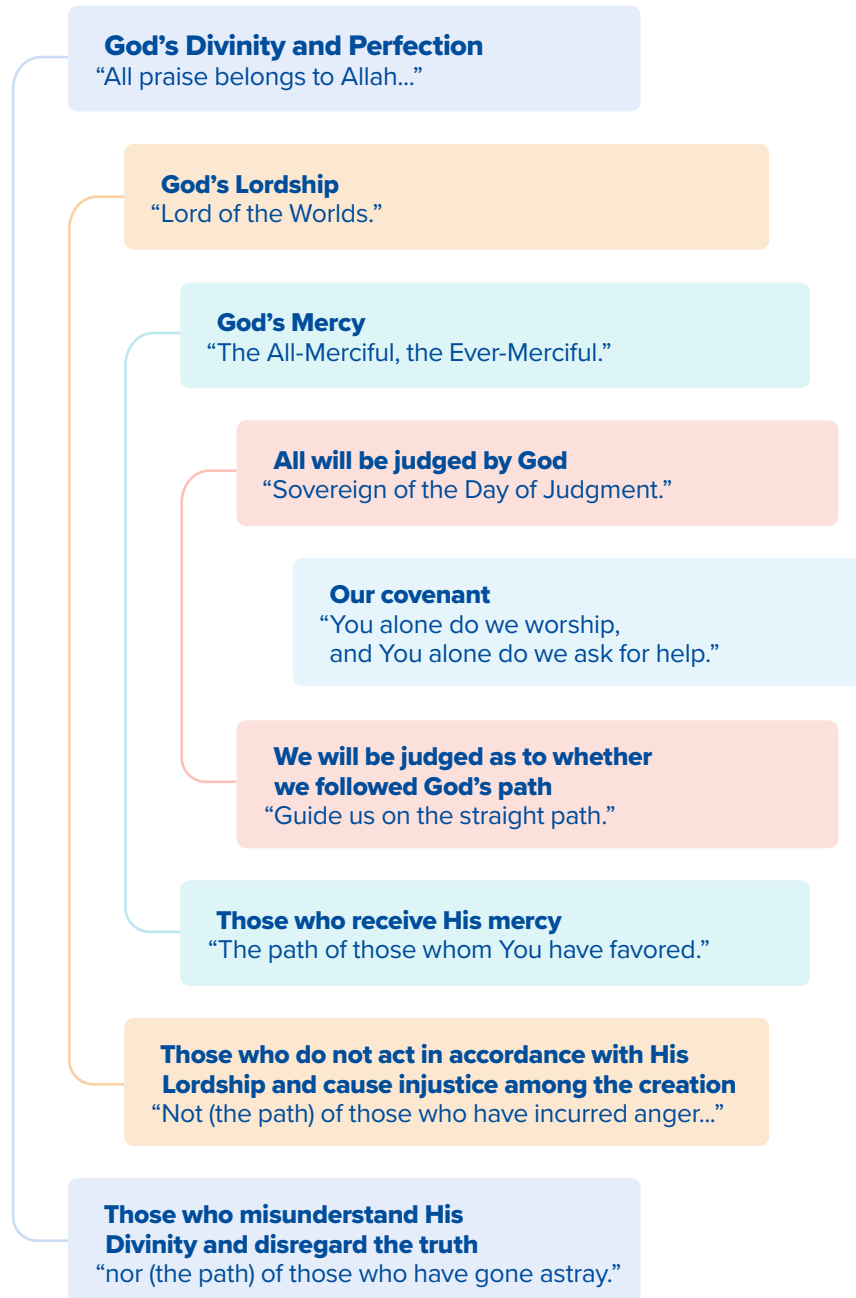 God’s Divinity and Perfection
“All praise belongs to Allah...”
God’s Lordship
“Lord of the Worlds.”
God’s Mercy
“The All-Merciful, the Ever-Merciful.”
All will be judged by God
“Sovereign of the Day of Judgment.”
Our covenant
“You alone do we worship,
and You alone do we ask for help.”
We will be judged as to whether
we followed God’s path
“Guide us on the straight path.”
Those who receive His mercy
“The path of those whom You have favored.”
Those who do not act in accordance with His
Lordship and cause injustice among the creation
“Not (the path) of those who have incurred anger...”
Those who misunderstand His
Divinity and disregard the truth
“nor (the path) of those who have gone astray.”